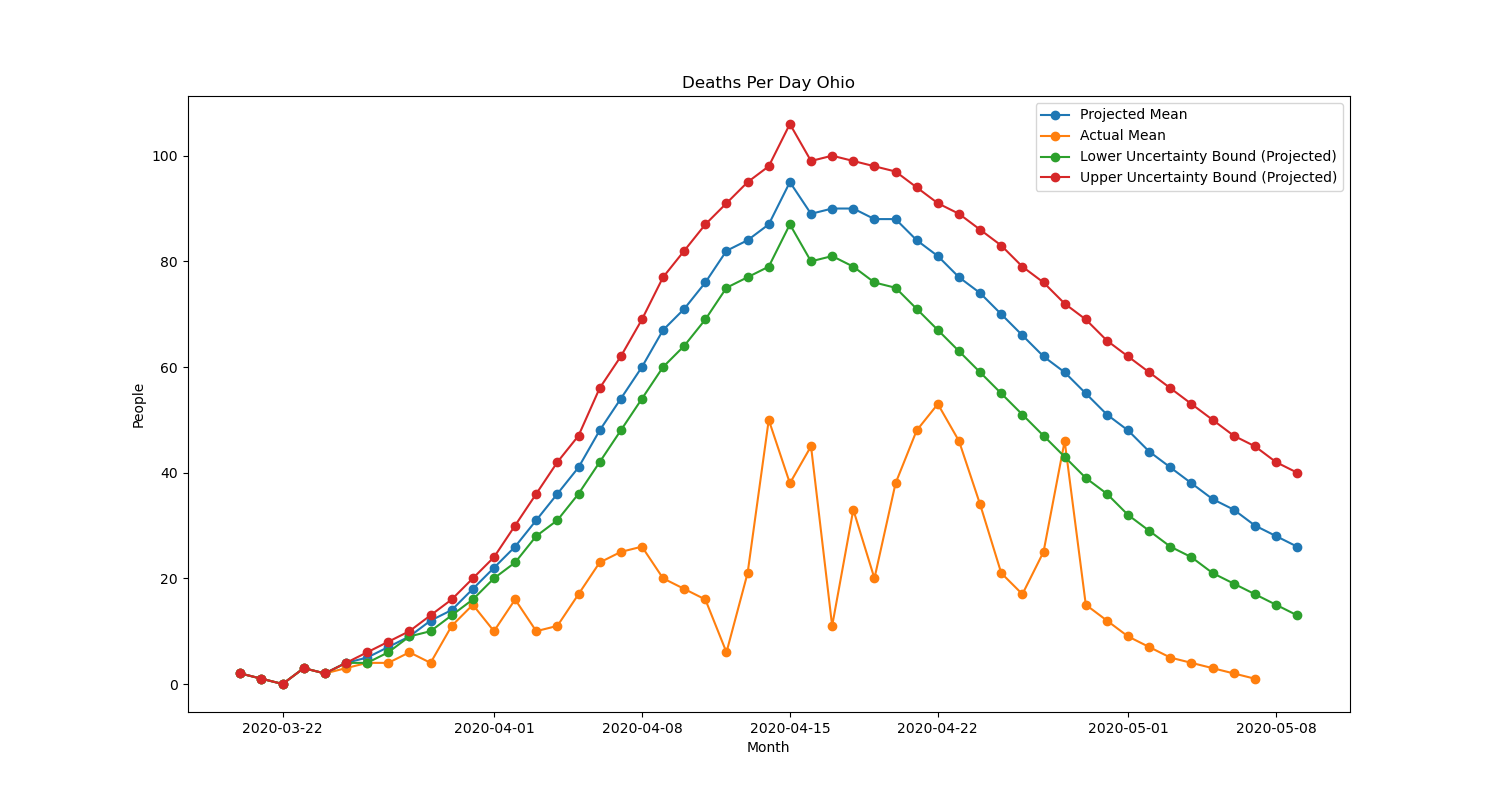 Deaths Per Day Ohio
Projected Mean
Actual Mean
Lower Uncertainty Bound (Projected)
Upper Uncertainty Bound (Projected)
100
80
60
40
20
0
People
2020-03-22 2020-04-01 2020-04-08 2020-04-15 2020-04-22 2020-05-01 2020-05-08
Month